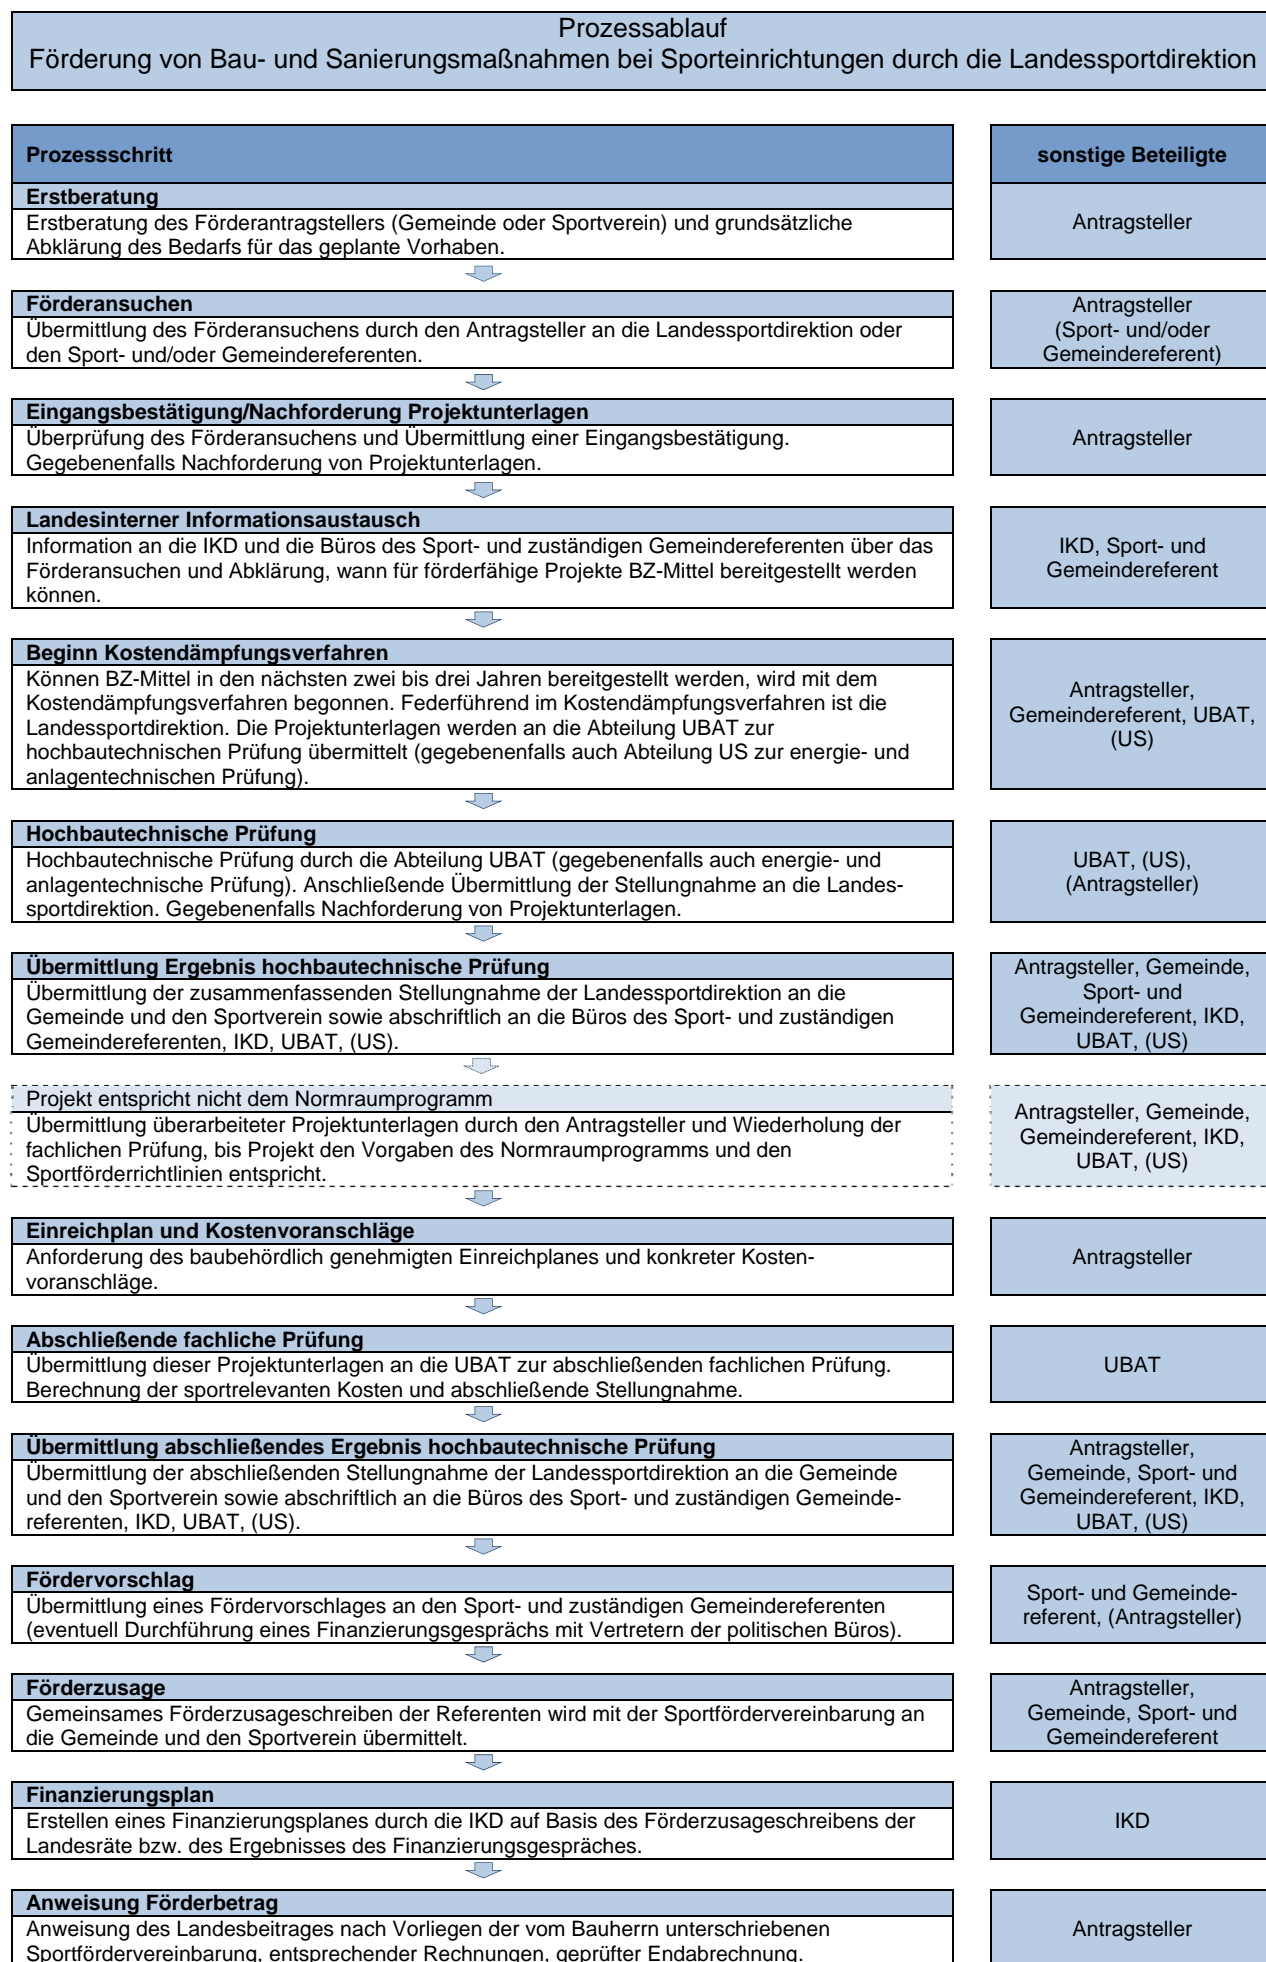 Prozessablauf
Förderung von Bau- und Sanierungsmaßnahmen bei Sporteinrichtungen durch die Landessportdirektion
Prozessschritt
sonstige Beteiligte
Erstberatung
Erstberatung des Förderantragstellers (Gemeinde oder Sportverein) und grundsätzliche
Abklärung des Bedarfs für das geplante Vorhaben.
Antragsteller
Förderansuchen
Übermittlung des Förderansuchens durch den Antragsteller an die Landessportdirektion oder
den Sport- und/oder Gemeindereferenten.
Antragsteller
(Sport- und/oder
Gemeindereferent)
Eingangsbestätigung/Nachforderung Projektunterlagen
Überprüfung des Förderansuchens und Übermittlung einer Eingangsbestätigung.
Gegebenenfalls Nachforderung von Projektunterlagen.
Antragsteller
Landesinterner Informationsaustausch
Information an die IKD und die Büros des Sport- und zuständigen Gemeindereferenten über das
Förderansuchen und Abklärung, wann für förderfähige Projekte BZ-Mittel bereitgestellt werden
können.
IKD, Sport- und
Gemeindereferent
Beginn Kostendämpfungsverfahren
Können BZ-Mittel in den nächsten zwei bis drei Jahren bereitgestellt werden, wird mit dem
Kostendämpfungsverfahren begonnen. Federführend im Kostendämpfungsverfahren ist die
Landessportdirektion. Die Projektunterlagen werden an die Abteilung UBAT zur
hochbautechnischen Prüfung übermittelt (gegebenenfalls auch Abteilung US zur energie- und
anlagentechnischen Prüfung).
Antragsteller,
Gemeindereferent, UBAT,
(US)
Hochbautechnische Prüfung
Hochbautechnische Prüfung durch die Abteilung UBAT (gegebenenfalls auch energie- und
anlagentechnische Prüfung). Anschließende Übermittlung der Stellungnahme an die Landes-
sportdirektion. Gegebenenfalls Nachforderung von Projektunterlagen.
UBAT, (US),
(Antragsteller)
Übermittlung Ergebnis hochbautechnische Prüfung
Übermittlung der zusammenfassenden Stellungnahme der Landessportdirektion an die
Gemeinde und den Sportverein sowie abschriftlich an die Büros des Sport- und zuständigen
Gemeindereferenten, IKD, UBAT, (US).
Antragsteller, Gemeinde,
Sport- und
Gemeindereferent, IKD,
UBAT, (US)
Projekt entspricht nicht dem Normraumprogramm
Übermittlung überarbeiteter Projektunterlagen durch den Antragsteller und Wiederholung der
fachlichen Prüfung, bis Projekt den Vorgaben des Normraumprogramms und den
Sportförderrichtlinien entspricht.
Antragsteller, Gemeinde,
Gemeindereferent, IKD,
UBAT, (US)
Einreichplan und Kostenvoranschläge
Anforderung des baubehördlich genehmigten Einreichplanes und konkreter Kosten-
voranschläge.
Antragsteller
Abschließende fachliche Prüfung
Übermittlung dieser Projektunterlagen an die UBAT zur abschließenden fachlichen Prüfung.
Berechnung der sportrelevanten Kosten und abschließende Stellungnahme.
UBAT
Übermittlung abschließendes Ergebnis hochbautechnische Prüfung
Übermittlung der abschließenden Stellungnahme der Landessportdirektion an die Gemeinde
und den Sportverein sowie abschriftlich an die Büros des Sport- und zuständigen Gemeinde-
referenten, IKD, UBAT, (US).
Antragsteller,
Gemeinde, Sport- und
Gemeindereferent, IKD,
UBAT, (US)
Fördervorschlag
Übermittlung eines Fördervorschlages an den Sport- und zuständigen Gemeindereferenten
(eventuell Durchführung eines Finanzierungsgesprächs mit Vertretern der politischen Büros).
Sport- und Gemeinde-
referent, (Antragsteller)
Förderzusage
Gemeinsames Förderzusageschreiben der Referenten wird mit der Sportfördervereinbarung an
die Gemeinde und den Sportverein übermittelt.
Antragsteller,
Gemeinde, Sport- und
Gemeindereferent
Finanzierungsplan
Erstellen eines Finanzierungsplanes durch die IKD auf Basis des Förderzusageschreibens der
Landesräte bzw. des Ergebnisses des Finanzierungsgespräches.
IKD
Anweisung Förderbetrag
Anweisung des Landesbeitrages nach Vorliegen der vom Bauherrn unterschriebenen
Sportfördervereinbarung, entsprechender Rechnungen, geprüfter Endabrechnung.
Antragsteller